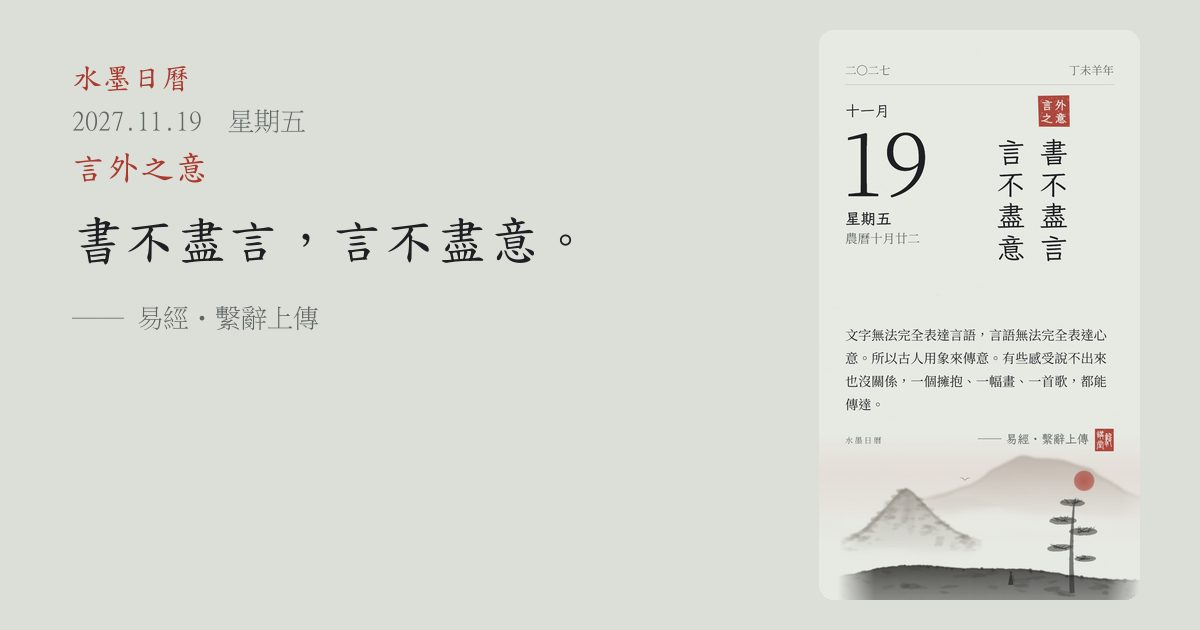 水墨日曆
2027.11.19　星期五
言外之意
書不盡言，言不盡意。
—— 易經・繫辭上傳
二〇二七
丁未羊年
十一月
19
星期五
農曆十月廿二
言外之意
書不盡言
言不盡意
文字無法完全表達言語，言語無法完全表達心
意。所以古人用象來傳意。有些感受說不出來
也沒關係，一個擁抱、一幅畫、一首歌，都能
傳達。
水墨日曆
—— 易經・繫辭上傳